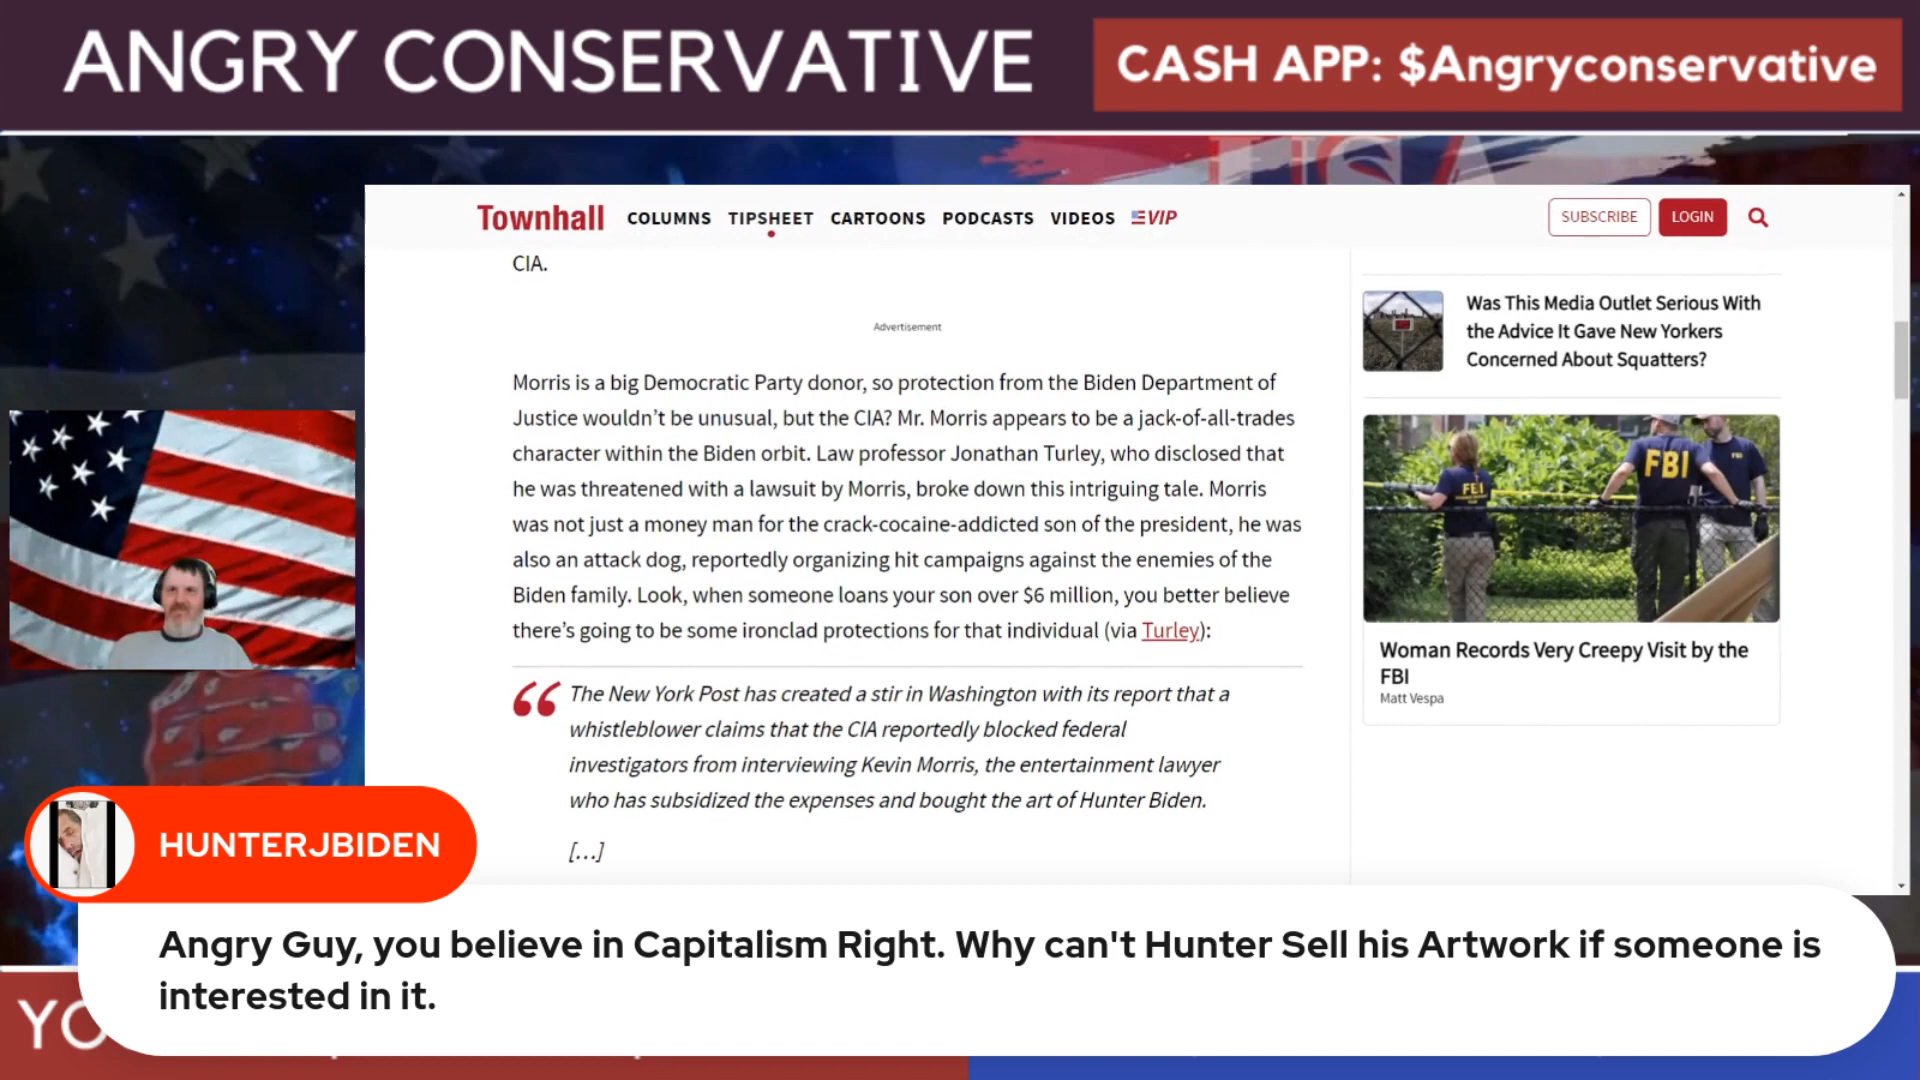 ANGRY CONSERVATIVE
CASH APP: $Angryconservative
USA
Townhall
COLUMNS TIPSHEET CARTOONS PODCASTS VIDEOS VIP
SUBSCRIBE
LOGIN
CIA.
Advertisement
Morris is a big Democratic Party donor, so protection from the Biden Department of
Justice wouldn’t be unusual, but the CIA? Mr. Morris appears to be a jack-of-all-trades
character within the Biden orbit. Law professor Jonathan Turley, who disclosed that
he was threatened with a lawsuit by Morris, broke down this intriguing tale. Morris
was not just a money man for the crack-cocaine-addicted son of the president, he was
also an attack dog, reportedly organizing hit campaigns against the enemies of the
Biden family. Look, when someone loans your son over $6 million, you better believe
there’s going to be some ironclad protections for that individual (via Turley):
“ The New York Post has created a stir in Washington with its report that a
whistleblower claims that the CIA reportedly blocked federal
investigators from interviewing Kevin Morris, the entertainment lawyer
who has subsidized the expenses and bought the art of Hunter Biden.
[…]
Was This Media Outlet Serious With
the Advice It Gave New Yorkers
Concerned About Squatters?
FBI
FBI
FBI
Woman Records Very Creepy Visit by the
FBI
Matt Vespa
HUNTERJBIDEN
Angry Guy, you believe in Capitalism Right. Why can't Hunter Sell his Artwork if someone is
interested in it.
YO